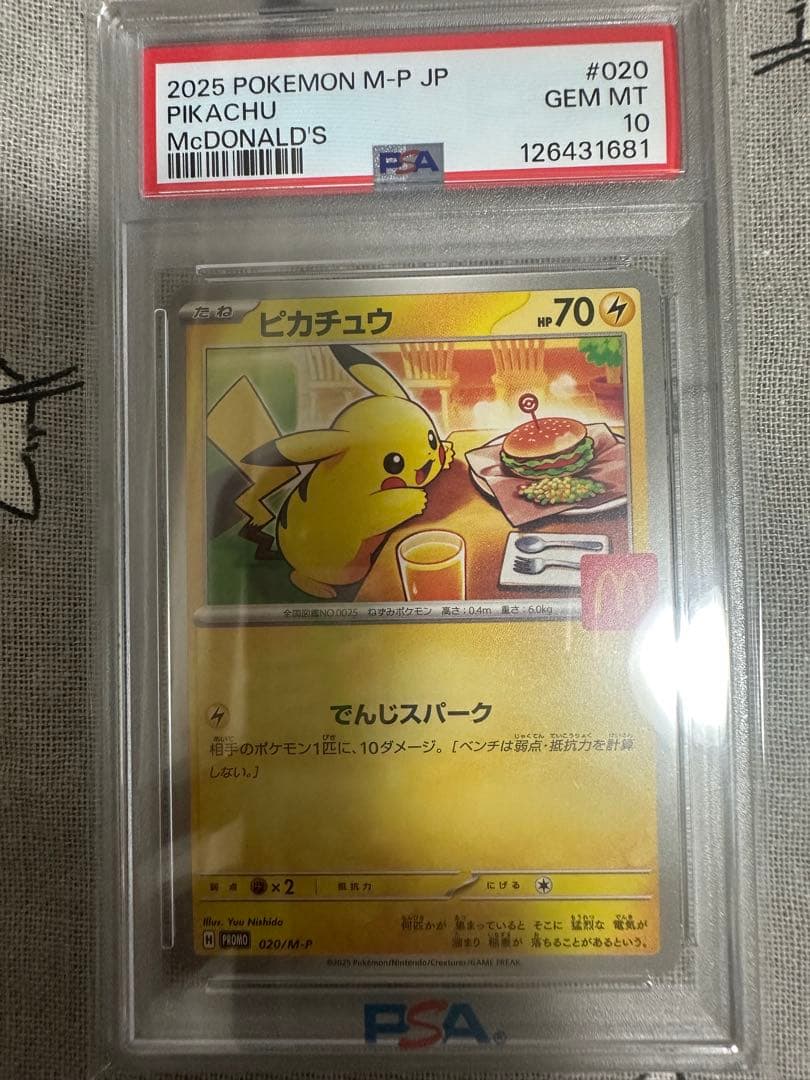 2025 POKEMON M-P JP #020
PIKACHU GEM MT
McDONALD'S 10
PSA 126431681
たね ピカチュウ HP 70
全国図鑑NO.0025 ねずみポケモン 高さ:0.4m 重さ:6.0kg
でんじスパーク
相手のポケモン1匹に、10ダメージ。[ベンチは弱点・抵抗力を計算
しない。]
弱点 ×2 抵抗力 にげる
Illus. Yuu Nishida
何匹かが 集まっていると そこに 猛烈な 電気が
溜まり 稲妻が 落ちることがあるという。
H PROMO 020/M-P
©2025 Pokémon/Nintendo/Creatures/GAME FREAK.
PSA®